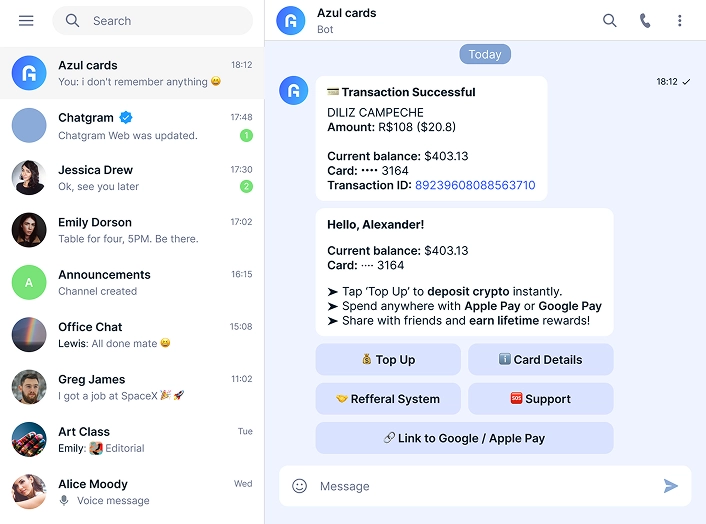 Search
Azul cards 18:12
You: i don't remember anything 😀
Chatgram 17:48
Chatgram Web was updated. 1
Jessica Drew 17:30
Ok, see you later 2
Emily Dorson 17:02
Table for four, 5PM. Be there.
A
Announcements 16:15
Channel created
Office Chat 15:08
Lewis: All done mate 😄
Greg James 11:02
I got a job at SpaceX 🎉 🚀
Art Class Tue
Emily: Editorial
Alice Moody Wed
Voice message
Azul cards
Bot
Today
18:12
💳 Transaction Successful
DILIZ CAMPECHE
Amount: R$108 ($20.8)
Current balance: $403.13
Card: •••• 3164
Transaction ID: 89239608088563710
Hello, Alexander!
Current balance: $403.13
Card: ···· 3164
➤ Tap ‘Top Up’ to deposit crypto instantly.
➤ Spend anywhere with Apple Pay or Google Pay
➤ Share with friends and earn lifetime rewards!
💰 Top Up
ℹ️ Card Details
🤝 Refferal System
🆘 Support
🔗 Link to Google / Apple Pay
Message